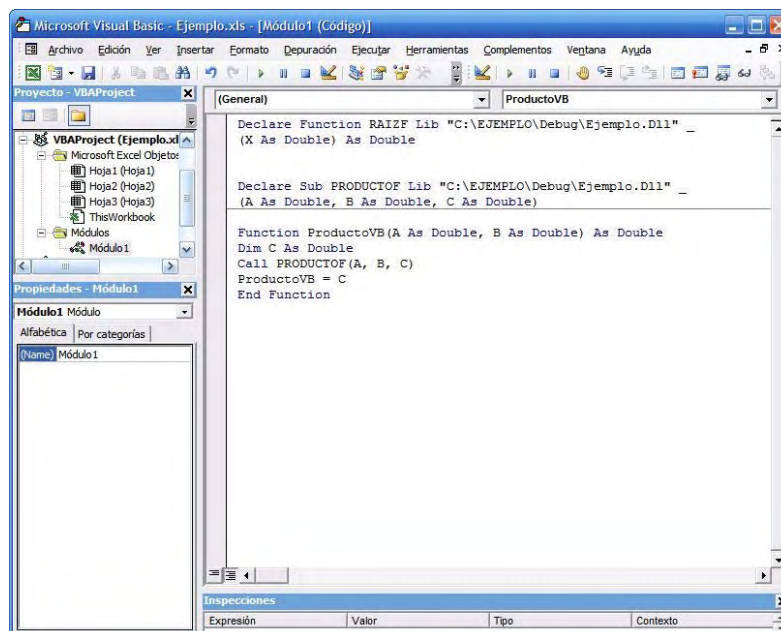 Microsoft Visual Basic - Ejemplo.xls - [Módulo1 (Código)]
Archivo Edición Ver Insertar Formato Depuración Ejecutar Herramientas Complementos Ventana Ayuda
Proyecto - VBAProject
VBAProject (Ejemplo.xl
Microsoft Excel Objetos
Hoja1 (Hoja1)
Hoja2 (Hoja2)
Hoja3 (Hoja3)
ThisWorkbook
Módulos
Módulo1
Propiedades - Módulo1
Módulo1 Módulo
Alfabética Por categorías
(Name) Módulo1
(General) ProductoVB
Declare Function RAIZF Lib "C:\EJEMPLO\Debug\Ejemplo.Dll" _
(X As Double) As Double
Declare Sub PRODUCTOF Lib "C:\EJEMPLO\Debug\Ejemplo.Dll" _
(A As Double, B As Double, C As Double)
Function ProductoVB(A As Double, B As Double) As Double
Dim C As Double
Call PRODUCTOF(A, B, C)
ProductoVB = C
End Function
Inspecciones
Expresión Valor Tipo Contexto